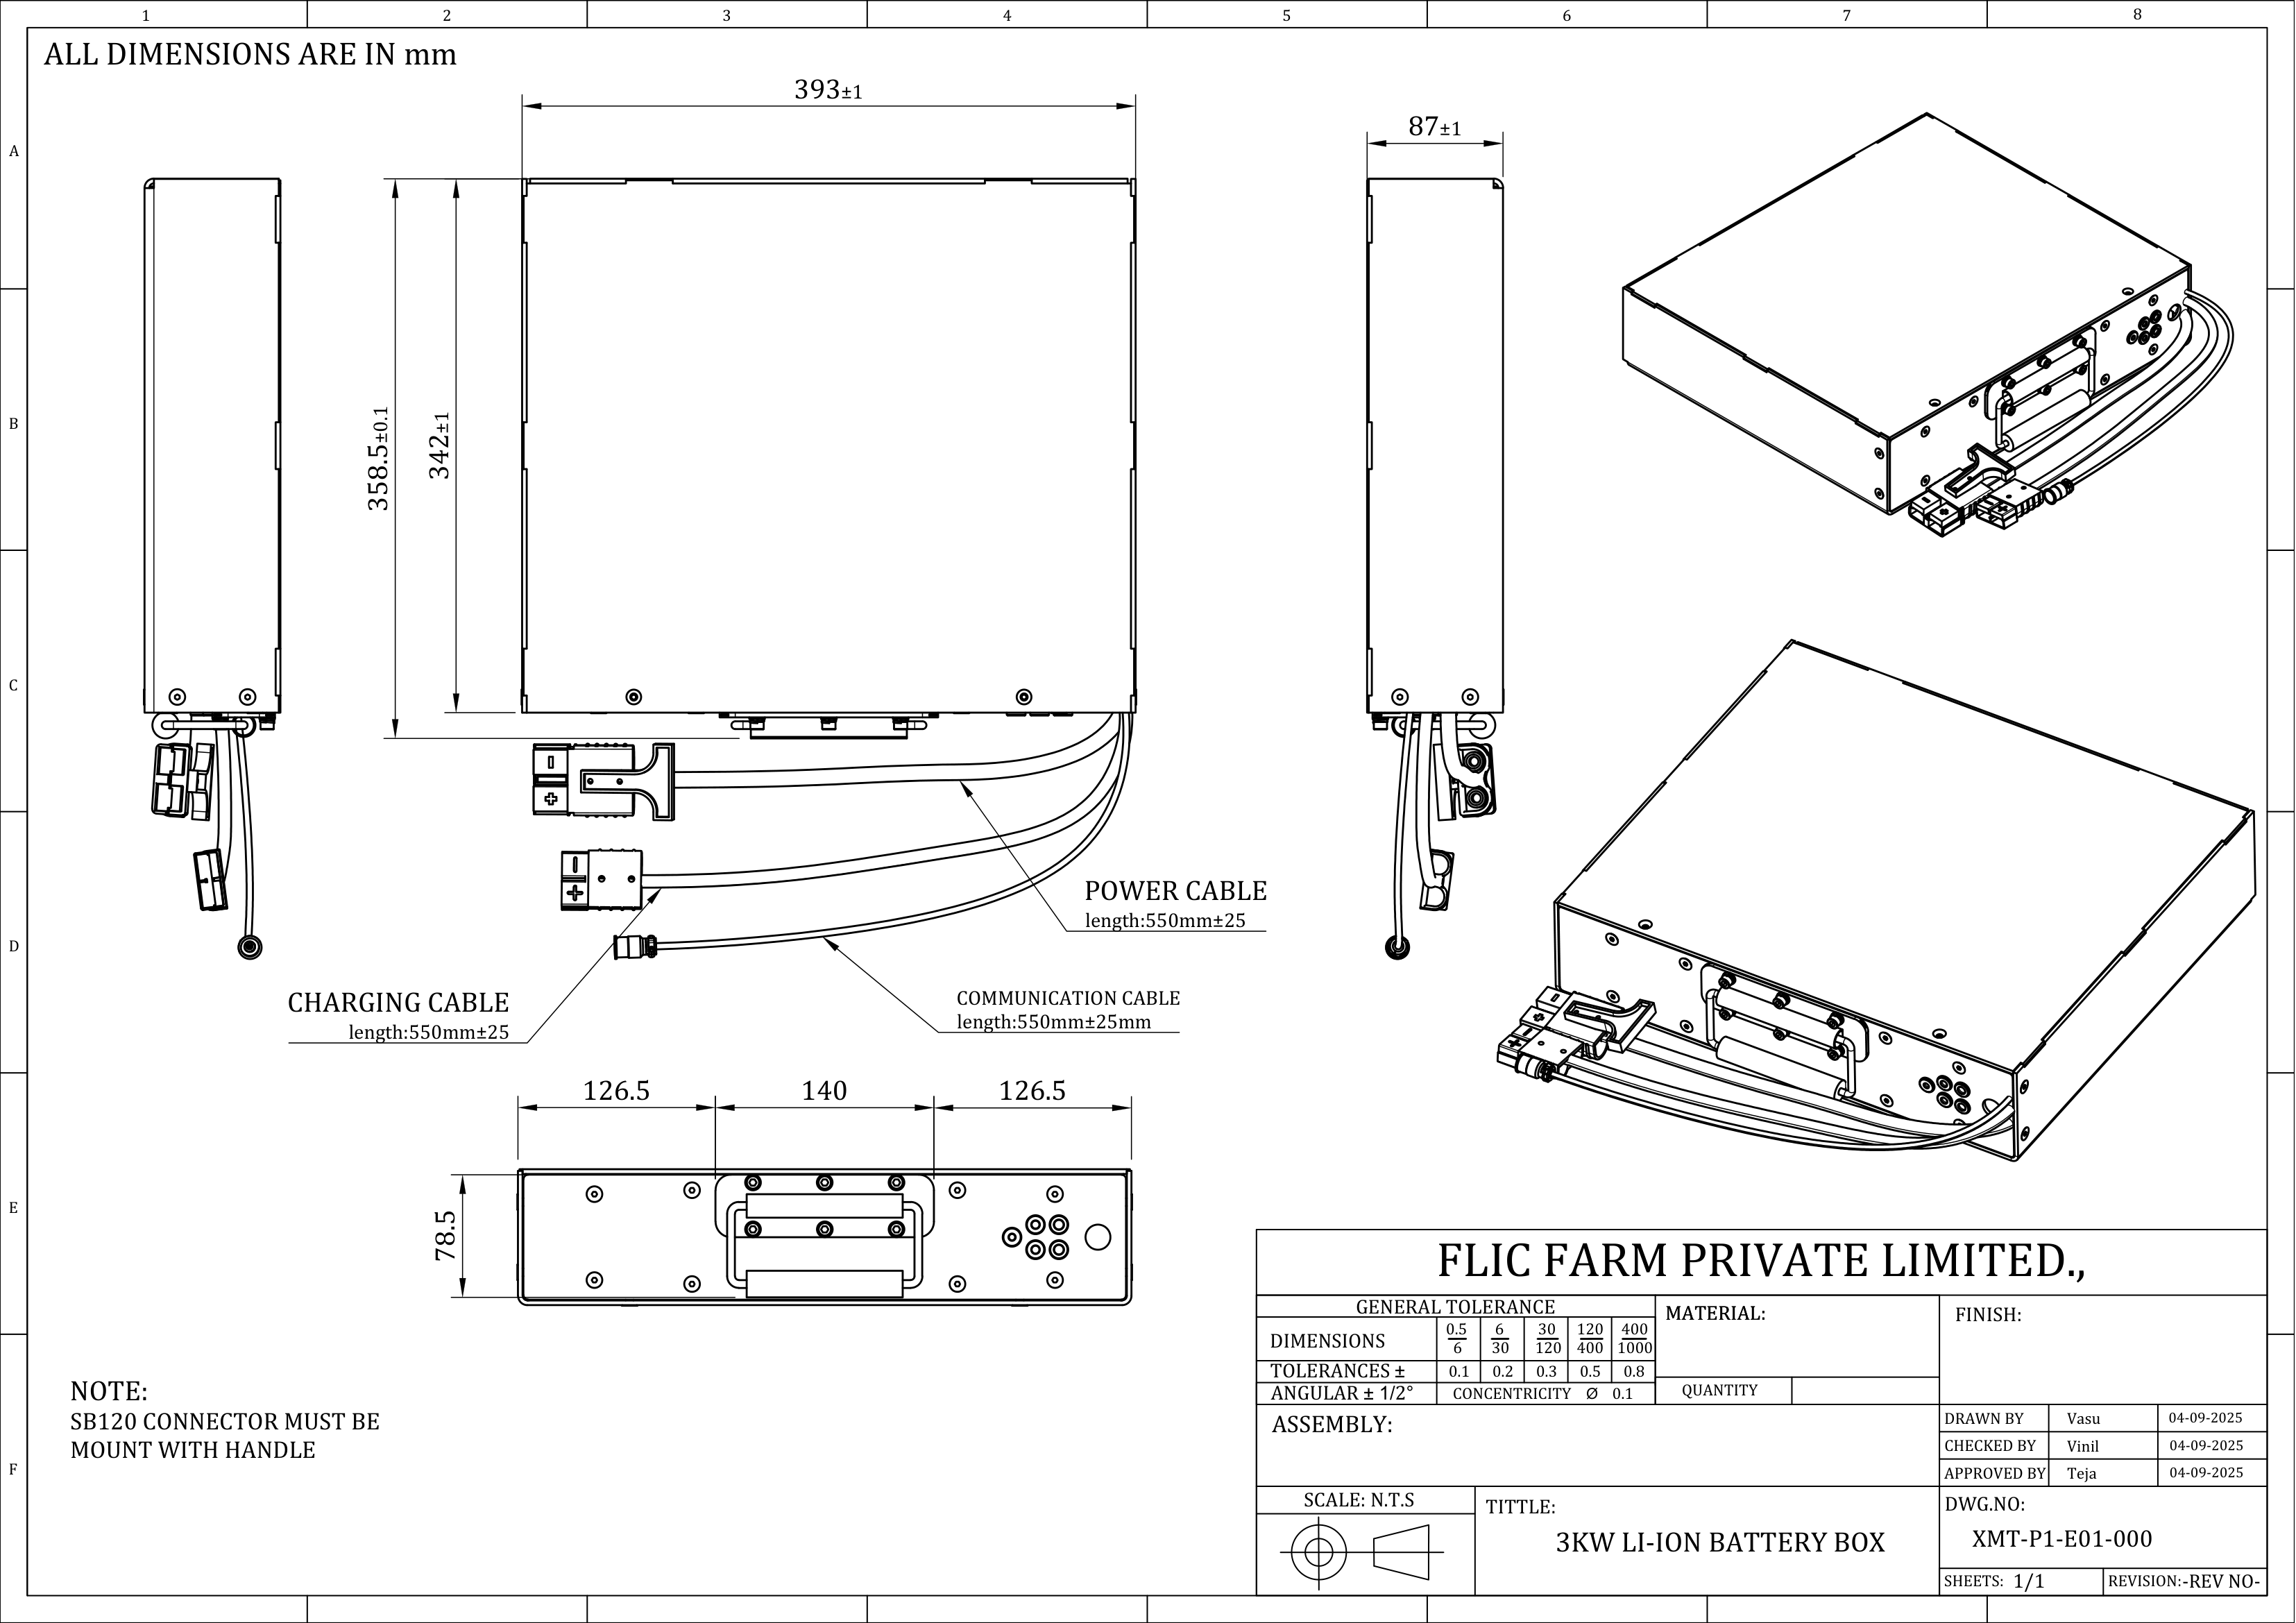 1 2 3 4 5 6 7 8
ALL DIMENSIONS ARE IN mm
A
B
C
D
E
F
393±1
87±1
358.5±0.1
342±1
POWER CABLE
length:550mm±25
CHARGING CABLE
length:550mm±25
COMMUNICATION CABLE
length:550mm±25mm
126.5 140 126.5
78.5
NOTE:
SB120 CONNECTOR MUST BE
MOUNT WITH HANDLE
FLIC FARM PRIVATE LIMITED.,
GENERAL TOLERANCE
DIMENSIONS 0.5/6 6/30 30/120 120/400 400/1000
TOLERANCES ± 0.1 0.2 0.3 0.5 0.8
ANGULAR ± 1/2° CONCENTRICITY Ø 0.1
MATERIAL:
QUANTITY
FINISH:
ASSEMBLY:
DRAWN BY Vasu 04-09-2025
CHECKED BY Vinil 04-09-2025
APPROVED BY Teja 04-09-2025
SCALE: N.T.S
TITTLE:
3KW LI-ION BATTERY BOX
DWG.NO:
XMT-P1-E01-000
SHEETS: 1/1
REVISION:-REV NO-